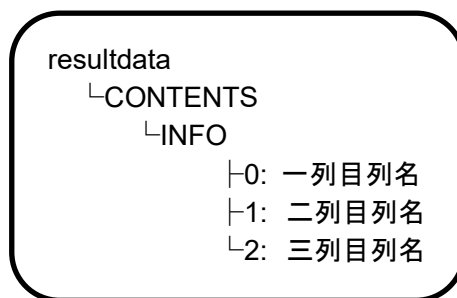 resultdata
└CONTENTS
└INFO
├0: 一列目列名
├1: 二列目列名
└2: 三列目列名